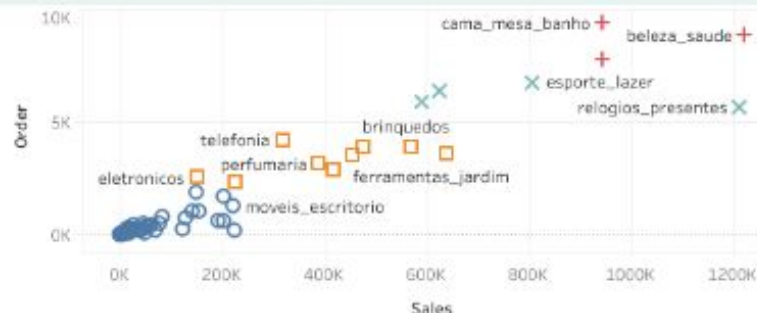 10K
cama_mesa_banho
beleza_saude
esporte_lazer
relogios_presentes
5K
brinquedos
telefonia
perfumaria
eletronicos
ferramentas_jardim
moveis_escritorio
0K
Order
0K 200K 400K 600K 800K 1000K 1200K
Sales